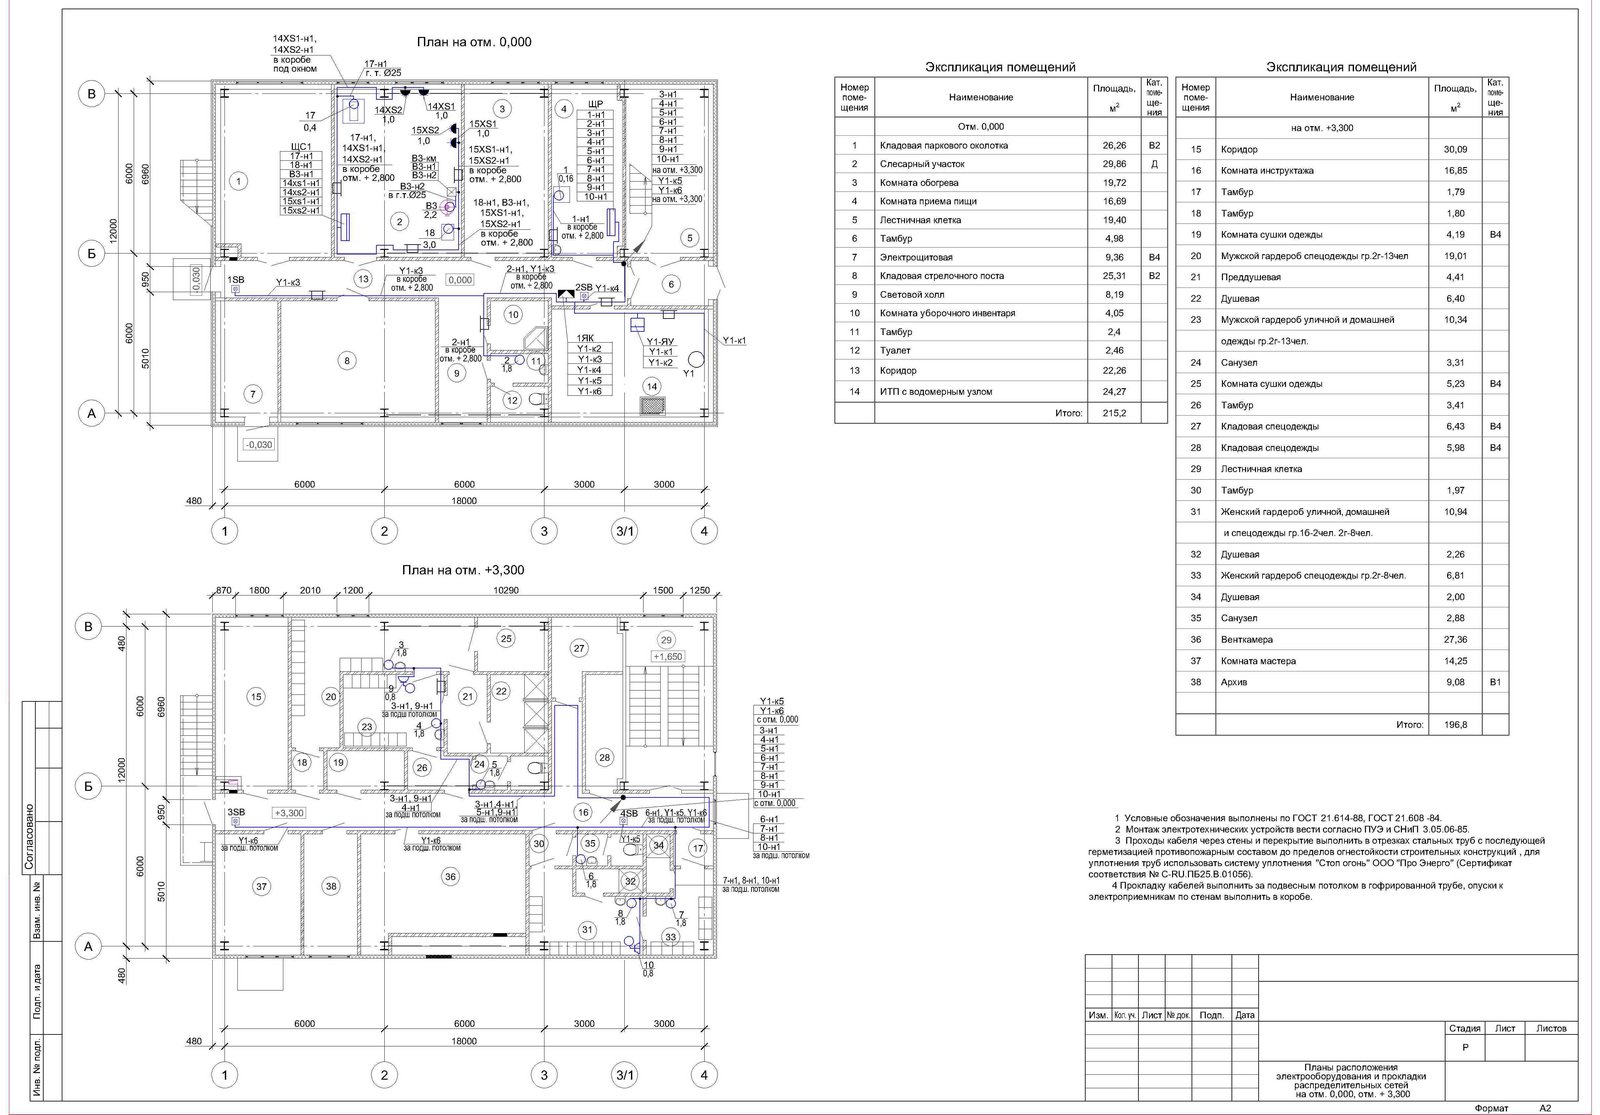 План на отм. 0,000
14XS1-н1,
14XS2-н1
в коробе
под окном
17-н1
г. т. Ø25
17
0,4
ЩС1
17-н1
18-н1
В3-н1
14xs1-н1
14xs2-н1
15xs1-н1
15xs2-н1
17-н1,
14XS1-н1,
14XS2-н1
в коробе
отм. + 2,800
14XS2
1,0
14XS1
1,0
15XS2
1,0
15XS1
1,0
В3-км
В3-н1
В3-н2
В3-н2
в г.т.Ø25
В3
2,2
18
3,0
15XS1-н1,
15XS2-н1
в коробе
отм. + 2,800
18-н1, В3-н1,
15XS1-н1,
15XS2-н1
в коробе
отм. + 2,800
ЩР
1-н1
2-н1
3-н1
4-н1
5-н1
6-н1
7-н1
8-н1
9-н1
10-н1
1
0,16
1-н1
в коробе
отм. + 2,800
3-н1
4-н1
5-н1
6-н1
7-н1
8-н1
9-н1
10-н1
на отм. +3,300
Y1-к5
Y1-к6
на отм. +3,300
1
2
3
4
5
6
7
8
9
10
11
12
13
14
1SB
Y1-к3
Y1-к3
в коробе
отм. + 2,800
0,000
2-н1, Y1-к3
в коробе
отм. + 2,800
2SB
Y1-к4
2-н1
в коробе
отм. + 2,800
2
1,8
1ЯК
Y1-к2
Y1-к3
Y1-к4
Y1-к5
Y1-к6
Y1-ЯУ
Y1-к1
Y1-к2
Y1
Y1-к1
-0,030
-0,030
В
Б
А
6000
6960
12000
950
950
6000
5010
6000
6000
3000
3000
480
18000
1
2
3
3/1
4
План на отм. +3,300
870
1800
2010
1200
10290
1500
1250
В
Б
А
480
6000
6960
12000
950
6000
5010
480
15
20
25
27
29
+1,650
3
1,8
9
0,8
3-н1, 9-н1
за подш. потолком
4
1,8
21
22
23
18
19
26
24
5
1,8
28
3-н1, 9-н1
4-н1
за подш. потолком
3-н1,4-н1,
5-н1,9-н1
за подш. потолком
16
3SB
+3,300
4SB
6-н1, Y1-к5, Y1-к6
за подш. потолком
Y1-к6
за подш. потолком
Y1-к6
за подш. потолком
Y1-к5
30
35
34
17
37
38
36
6
1,8
32
8
1,8
7
1,8
31
33
10
0,8
7-н1, 8-н1, 10-н1
за подш. потолком
Y1-к5
Y1-к6
с отм. 0,000
3-н1
4-н1
5-н1
6-н1
7-н1
8-н1
9-н1
10-н1
с отм. 0,000
6-н1
7-н1
8-н1
10-н1
за подш. потолком
6000
6000
3000
3000
480
18000
1
2
3
3/1
4
Экспликация помещений
Номер поме-щения Наименование Площадь, м² Кат. поме-ще-ния
Отм. 0,000
1 Кладовая паркового околотка 26,26 В2
2 Слесарный участок 29,86 Д
3 Комната обогрева 19,72
4 Комната приема пищи 16,69
5 Лестничная клетка 19,40
6 Тамбур 4,98
7 Электрощитовая 9,36 В4
8 Кладовая стрелочного поста 25,31 В2
9 Световой холл 8,19
10 Комната уборочного инвентаря 4,05
11 Тамбур 2,4
12 Туалет 2,46
13 Коридор 22,26
14 ИТП с водомерным узлом 24,27
Итого: 215,2
Экспликация помещений
Номер поме-щения Наименование Площадь, м² Кат. поме-ще-ния
на отм. +3,300
15 Коридор 30,09
16 Комната инструктажа 16,85
17 Тамбур 1,79
18 Тамбур 1,80
19 Комната сушки одежды 4,19 В4
20 Мужской гардероб спецодежды гр.2г-13чел 19,01
21 Преддушевая 4,41
22 Душевая 6,40
23 Мужской гардероб уличной и домашней 10,34
одежды гр.2г-13чел.
24 Санузел 3,31
25 Комната сушки одежды 5,23 В4
26 Тамбур 3,41
27 Кладовая спецодежды 6,43 В4
28 Кладовая спецодежды 5,98 В4
29 Лестничная клетка
30 Тамбур 1,97
31 Женский гардероб уличной, домашней 10,94
и спецодежды гр.1б-2чел. 2г-8чел.
32 Душевая 2,26
33 Женский гардероб спецодежды гр.2г-8чел. 6,81
34 Душевая 2,00
35 Санузел 2,88
36 Венткамера 27,36
37 Комната мастера 14,25
38 Архив 9,08 В1
Итого: 196,8
1 Условные обозначения выполнены по ГОСТ 21.614-88, ГОСТ 21.608 -84.
2 Монтаж электротехнических устройств вести согласно ПУЭ и СНиП 3.05.06-85.
3 Проходы кабеля через стены и перекрытие выполнить в отрезках стальных труб с последующей
герметизацией противопожарным составом до пределов огнестойкости строительных конструкций , для
уплотнения труб использовать систему уплотнения "Стоп огонь" ООО "Про Энерго" (Сертификат
соответствия № C-RU.ПБ25.В.01056).
4 Прокладку кабелей выполнить за подвесным потолком в гофрированной трубе, опуски к
электроприемникам по стенам выполнить в коробе.
Изм. Кол. уч. Лист № док. Подп. Дата
Стадия Лист Листов
Р
Планы расположения
электрооборудования и прокладки
распределительных сетей
на отм. 0,000, отм. + 3,300
Формат А2
Согласовано
Взам. инв. №
Подп. и дата
Инв. № подл.